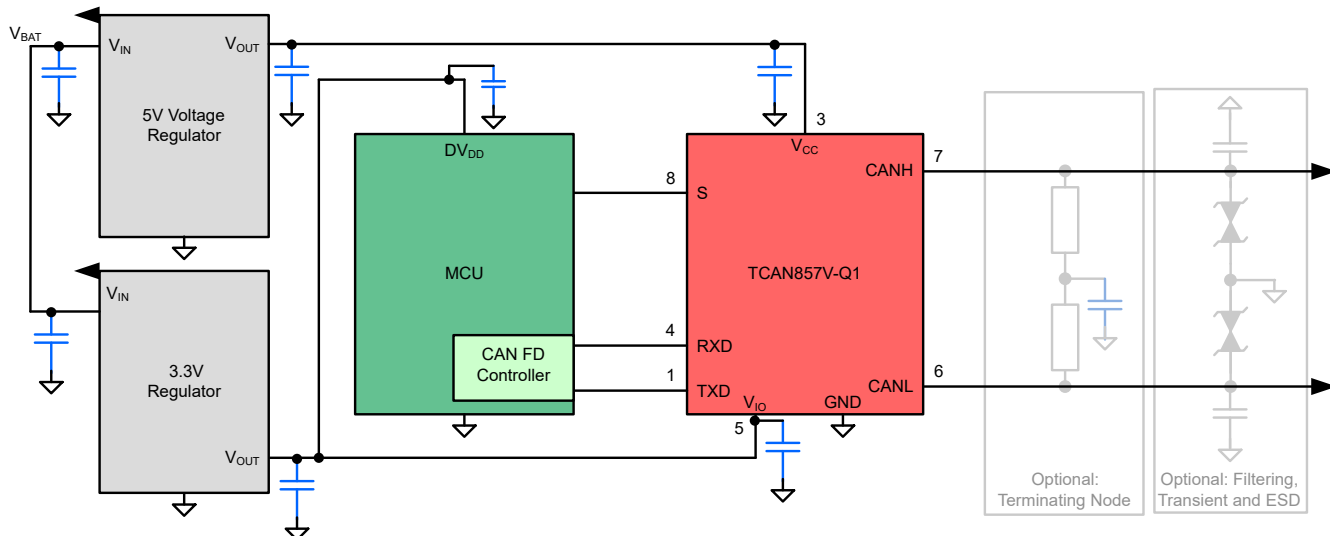 VBAT
VIN
VOUT
5V Voltage
Regulator
VIN
3.3V
Regulator
VOUT
DVDD
MCU
CAN FD
Controller
8
4
1
3
VCC
S
TCAN857V-Q1
RXD
TXD
VIO
5
GND
CANH
7
CANL
6
Optional:
Terminating Node
Optional: Filtering,
Transient and ESD